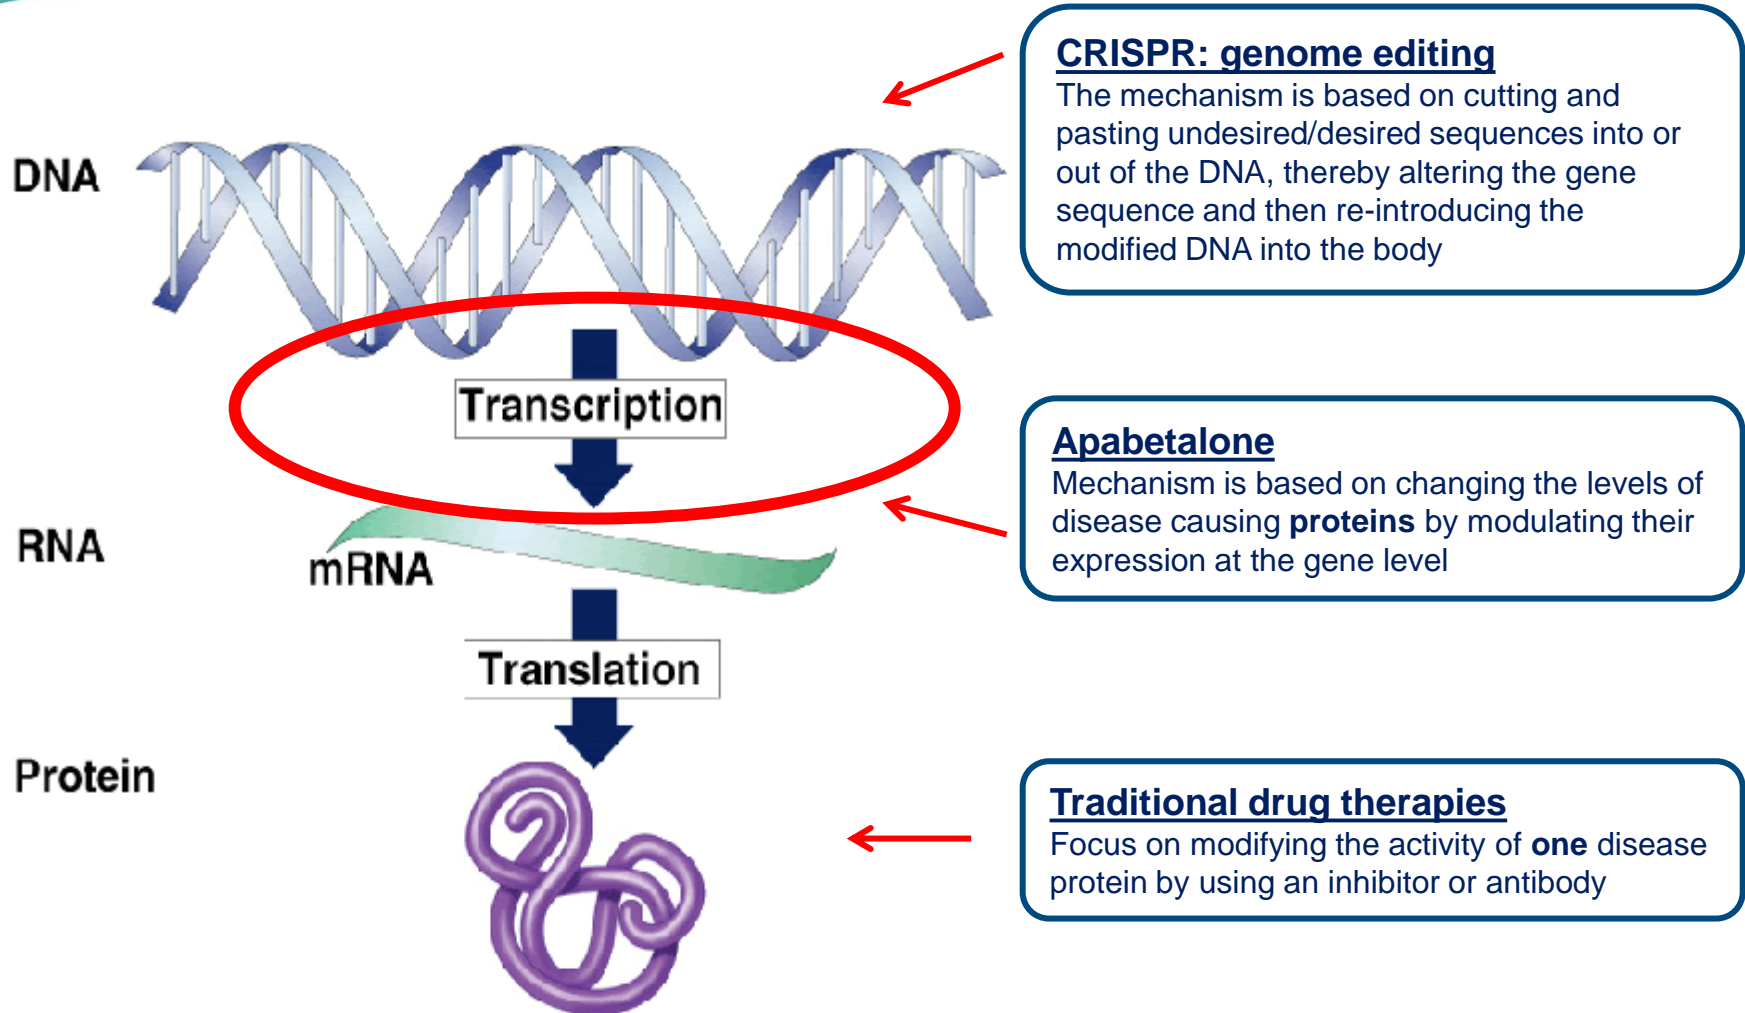 CRISPR: genome editing
The mechanism is based on cutting and
pasting undesired/desired sequences into or
out of the DNA, thereby altering the gene
sequence and then re-introducing the
modified DNA into the body
DNA
Transcription
Apabetalone
Mechanism is based on changing the levels of
disease causing proteins by modulating their
expression at the gene level
RNA
mRNA
Translation
Protein
Traditional drug therapies
Focus on modifying the activity of one disease
protein by using an inhibitor or antibody